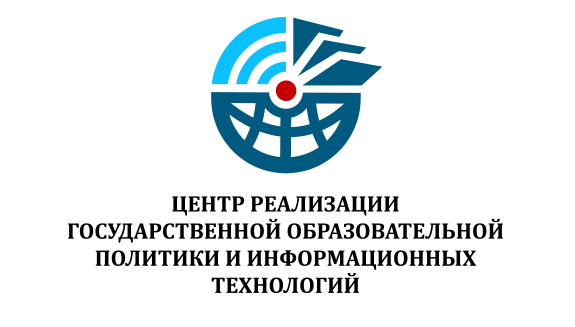 ЦЕНТР РЕАЛИЗАЦИИ
ГОСУДАРСТВЕННОЙ ОБРАЗОВАТЕЛЬНОЙ
ПОЛИТИКИ И ИНФОРМАЦИОННЫХ
ТЕХНОЛОГИЙ